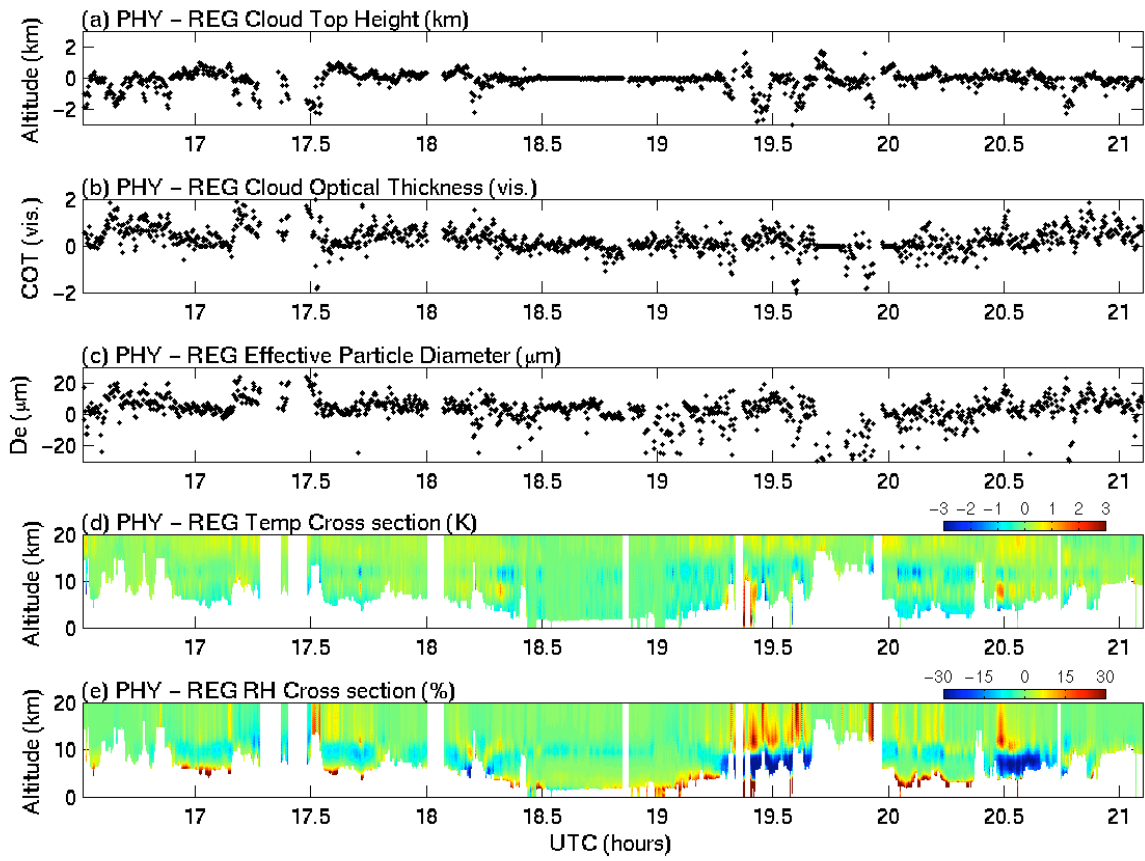 (a) PHY − REG Cloud Top Height (km)
Altitude (km)
2
0
−2
17 17.5 18 18.5 19 19.5 20 20.5 21
(b) PHY − REG Cloud Optical Thickness (vis.)
COT (vis.)
2
0
−2
17 17.5 18 18.5 19 19.5 20 20.5 21
(c) PHY − REG Effective Particle Diameter (μm)
De (μm)
20
0
−20
17 17.5 18 18.5 19 19.5 20 20.5 21
(d) PHY − REG Temp Cross section (K)
−3 −2 −1 0 1 2 3
Altitude (km)
20
10
0
17 17.5 18 18.5 19 19.5 20 20.5 21
(e) PHY − REG RH Cross section (%)
−30 −15 0 15 30
Altitude (km)
20
10
0
17 17.5 18 18.5 19 19.5 20 20.5 21
UTC (hours)